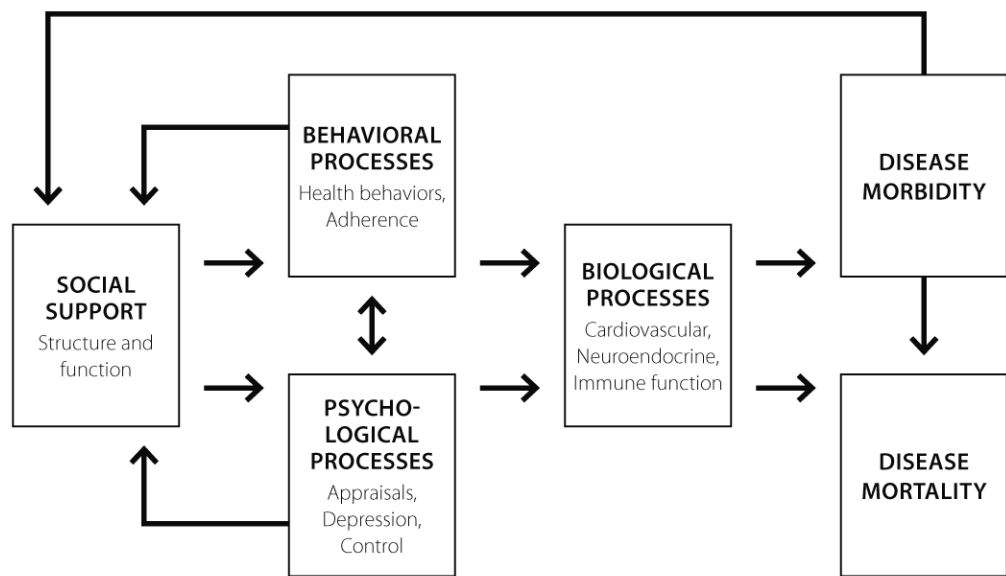 SOCIAL
SUPPORT
Structure and
function
BEHAVIORAL
PROCESSES
Health behaviors,
Adherence
PSYCHO-
LOGICAL
PROCESSES
Appraisals,
Depression,
Control
BIOLOGICAL
PROCESSES
Cardiovascular,
Neuroendocrine,
Immune function
DISEASE
MORBIDITY
DISEASE
MORTALITY